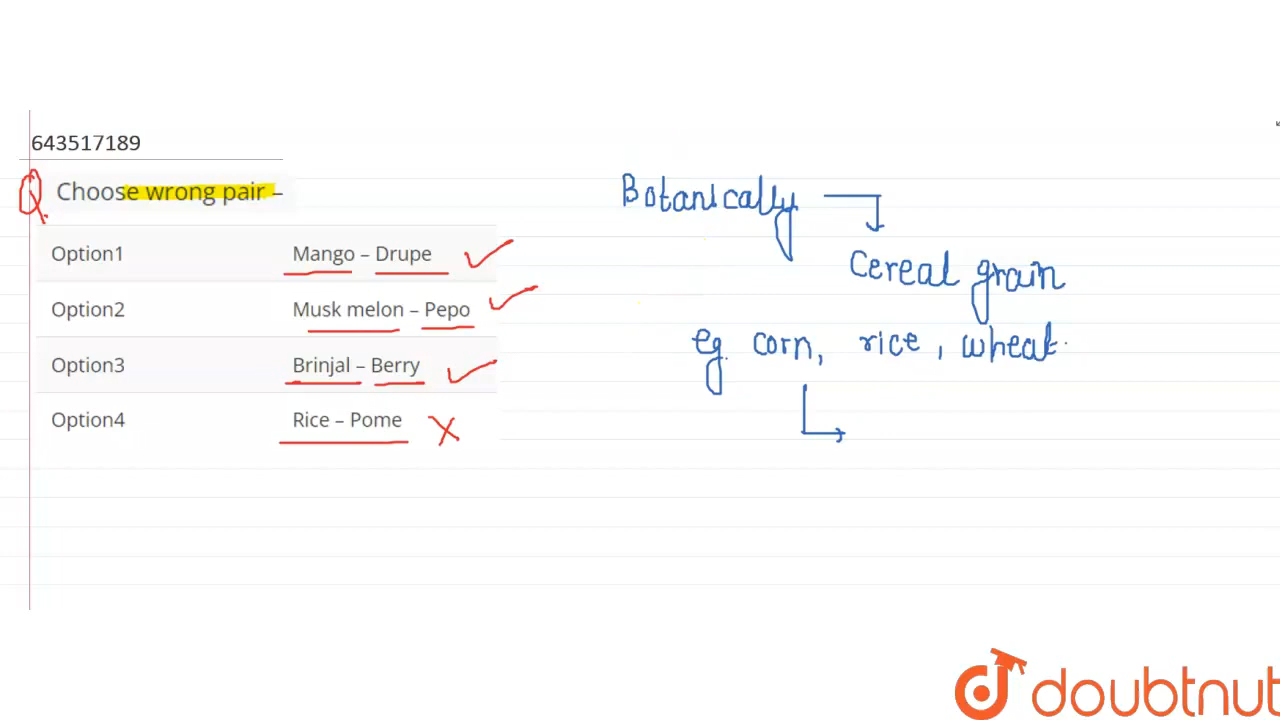 643517189
Q. Choose wrong pair –
Option1 Mango – Drupe
Option2 Musk melon – Pepo
Option3 Brinjal – Berry
Option4 Rice – Pome
Botanically
Cereal grain
eg. corn, rice, wheat.
doubtnut